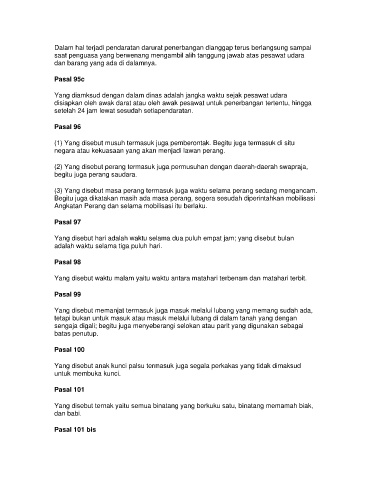 Dalam hal terjadi pendaratan darurat penerbangan dianggap terus berlangsung sampai
saat penguasa yang berwenang mengambil alih tanggung jawab atas pesawat udara
dan barang yang ada di dalamnya.
Pasal 95c
Yang diamksud dengan dalam dinas adalah jangka waktu sejak pesawat udara
disiapkan oleh awak darat atau oleh awak pesawat untuk penerbangan tertentu, hingga
setelah 24 jam lewat sesudah setiapendaratan.
Pasal 96
(1) Yang disebut musuh termasuk juga pemberontak. Begitu juga termasuk di situ
negara atau kekuasaan yang akan menjadi lawan perang.
(2) Yang disebut perang termasuk juga permusuhan dengan daerah-daerah swapraja,
begitu juga perang saudara.
(3) Yang disebut masa perang termasuk juga waktu selama perang sedang mengancam.
Begitu juga dikatakan masih ada masa perang, segera sesudah diperintahkan mobilisasi
Angkatan Perang dan selama mobilisasi itu berlaku.
Pasal 97
Yang disebut hari adalah waktu selama dua puluh empat jam; yang disebut bulan
adalah waktu selama tiga puluh hari.
Pasal 98
Yang disebut waktu malam yaitu waktu antara matahari terbenam dan matahari terbit.
Pasal 99
Yang disebut memanjat termasuk juga masuk melalui lubang yang memang sudah ada,
tetapi bukan untuk masuk atau masuk melalui lubang di dalam tanah yang dengan
sengaja digali; begitu juga menyeberangi selokan atau parit yang digunakan sebagai
batas penutup.
Pasal 100
Yang disebut anak kunci palsu termasuk juga segala perkakas yang tidak dimaksud
untuk membuka kunci.
Pasal 101
Yang disebut ternak yaitu semua binatang yang berkuku satu, binatang memamah biak,
dan babi.
Pasal 101 bis